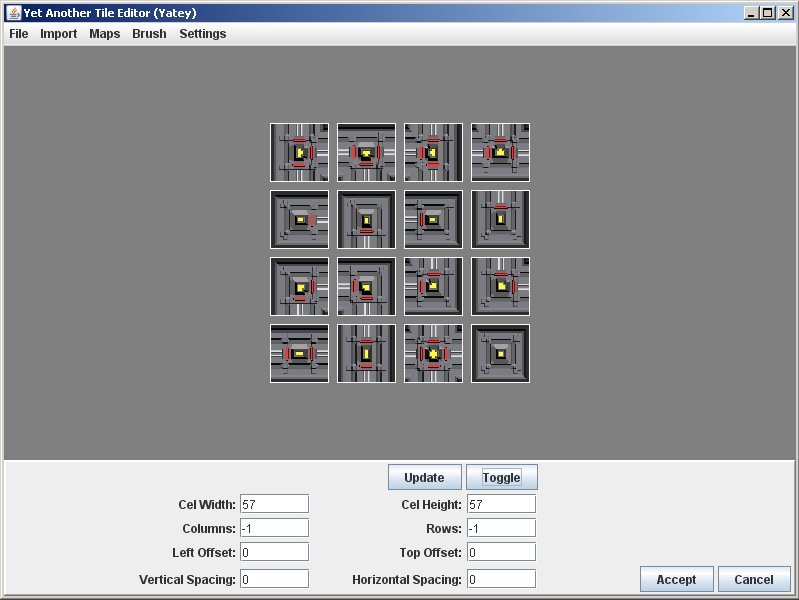 Yet Another Tile Editor (Yatey)
File Import Maps Brush Settings
Update Toggle
Cel Width: 57 Cel Height: 57
Columns: -1 Rows: -1
Left Offset: 0 Top Offset: 0
Vertical Spacing: 0 Horizontal Spacing: 0
Accept Cancel